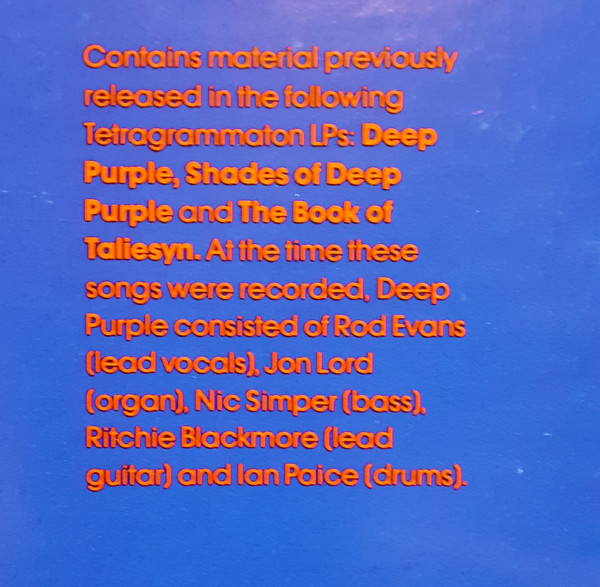 Contains material previously
released in the following
Tetragrammaton LPs: Deep
Purple, Shades of Deep
Purple and The Book of
Taliesyn. At the time these
songs were recorded, Deep
Purple consisted of Rod Evans
(lead vocals), Jon Lord
(organ), Nic Simper (bass),
Ritchie Blackmore (lead
guitar) and Ian Paice (drums).